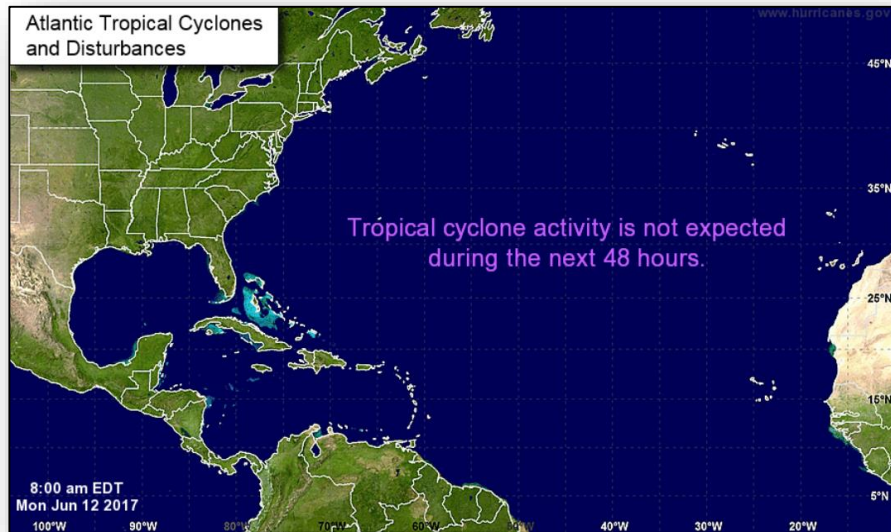 Atlantic Tropical Cyclones
and Disturbances
www.hurricanes.gov
45°N
35°N
Tropical cyclone activity is not expected
during the next 48 hours.
25°N
15°N
8:00 am EDT
Mon Jun 12 2017
5°N
100°W 90°W 80°W 70°W 60°W 50°W 40°W 30°W 20°W